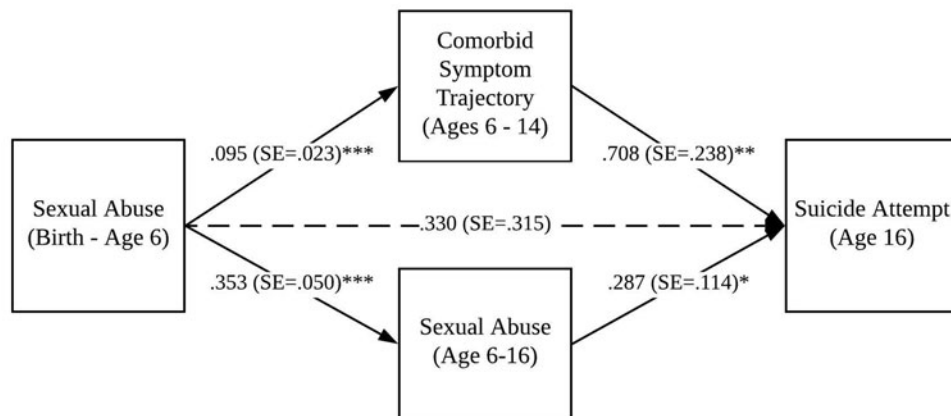 Comorbid
Symptom
Trajectory
(Ages 6 - 14)
.095 (SE=.023)***
.708 (SE=.238)**
Sexual Abuse
(Birth - Age 6)
.330 (SE=.315)
Suicide Attempt
(Age 16)
.353 (SE=.050)***
.287 (SE=.114)*
Sexual Abuse
(Age 6-16)